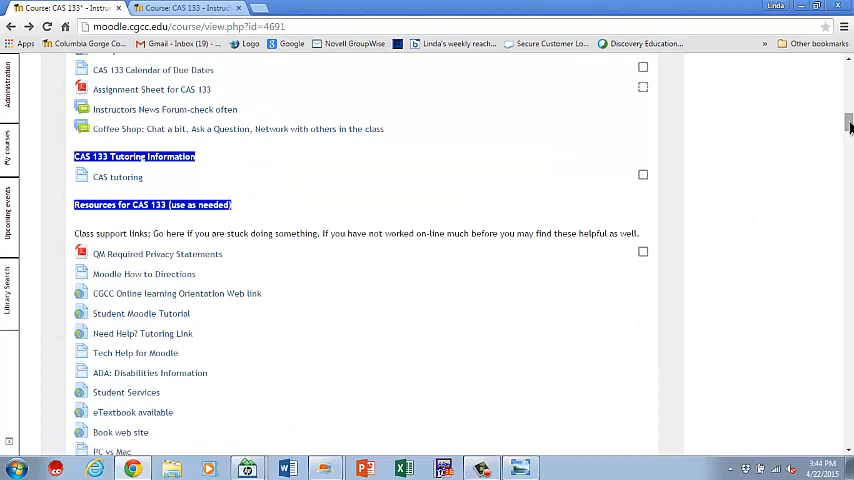 Course: CAS 133* - Instruc
Course: CAS 133 - Instruct
Linda
moodle.cgcc.edu/course/view.php?id=4691
Apps
Columbia Gorge Com
Gmail - Inbox (19) -
Logo
Google
Novell GroupWise
Linda's weekly reach...
Secure Customer Lo...
Discovery Education...
»
Other bookmarks
Administration
My courses
Upcoming events
Library Search
CAS 133 Calendar of Due Dates
Assignment Sheet for CAS 133
Instructors News Forum-check often
Coffee Shop: Chat a bit, Ask a Question, Network with others in the class
CAS 133 Tutoring Information
CAS tutoring
Resources for CAS 133 (use as needed)
Class support links: Go here if you are stuck doing something. If you have not worked on-line much before you may find these helpful as well.
QM Required Privacy Statements
Moodle How to Directions
CGCC Online learning Orientation Web link
Student Moodle Tutorial
Need Help? Tutoring Link
Tech Help for Moodle
ADA: Disabilities Information
Student Services
eTextbook available
Book web site
PC vs Mac
3:44 PM
4/22/2015